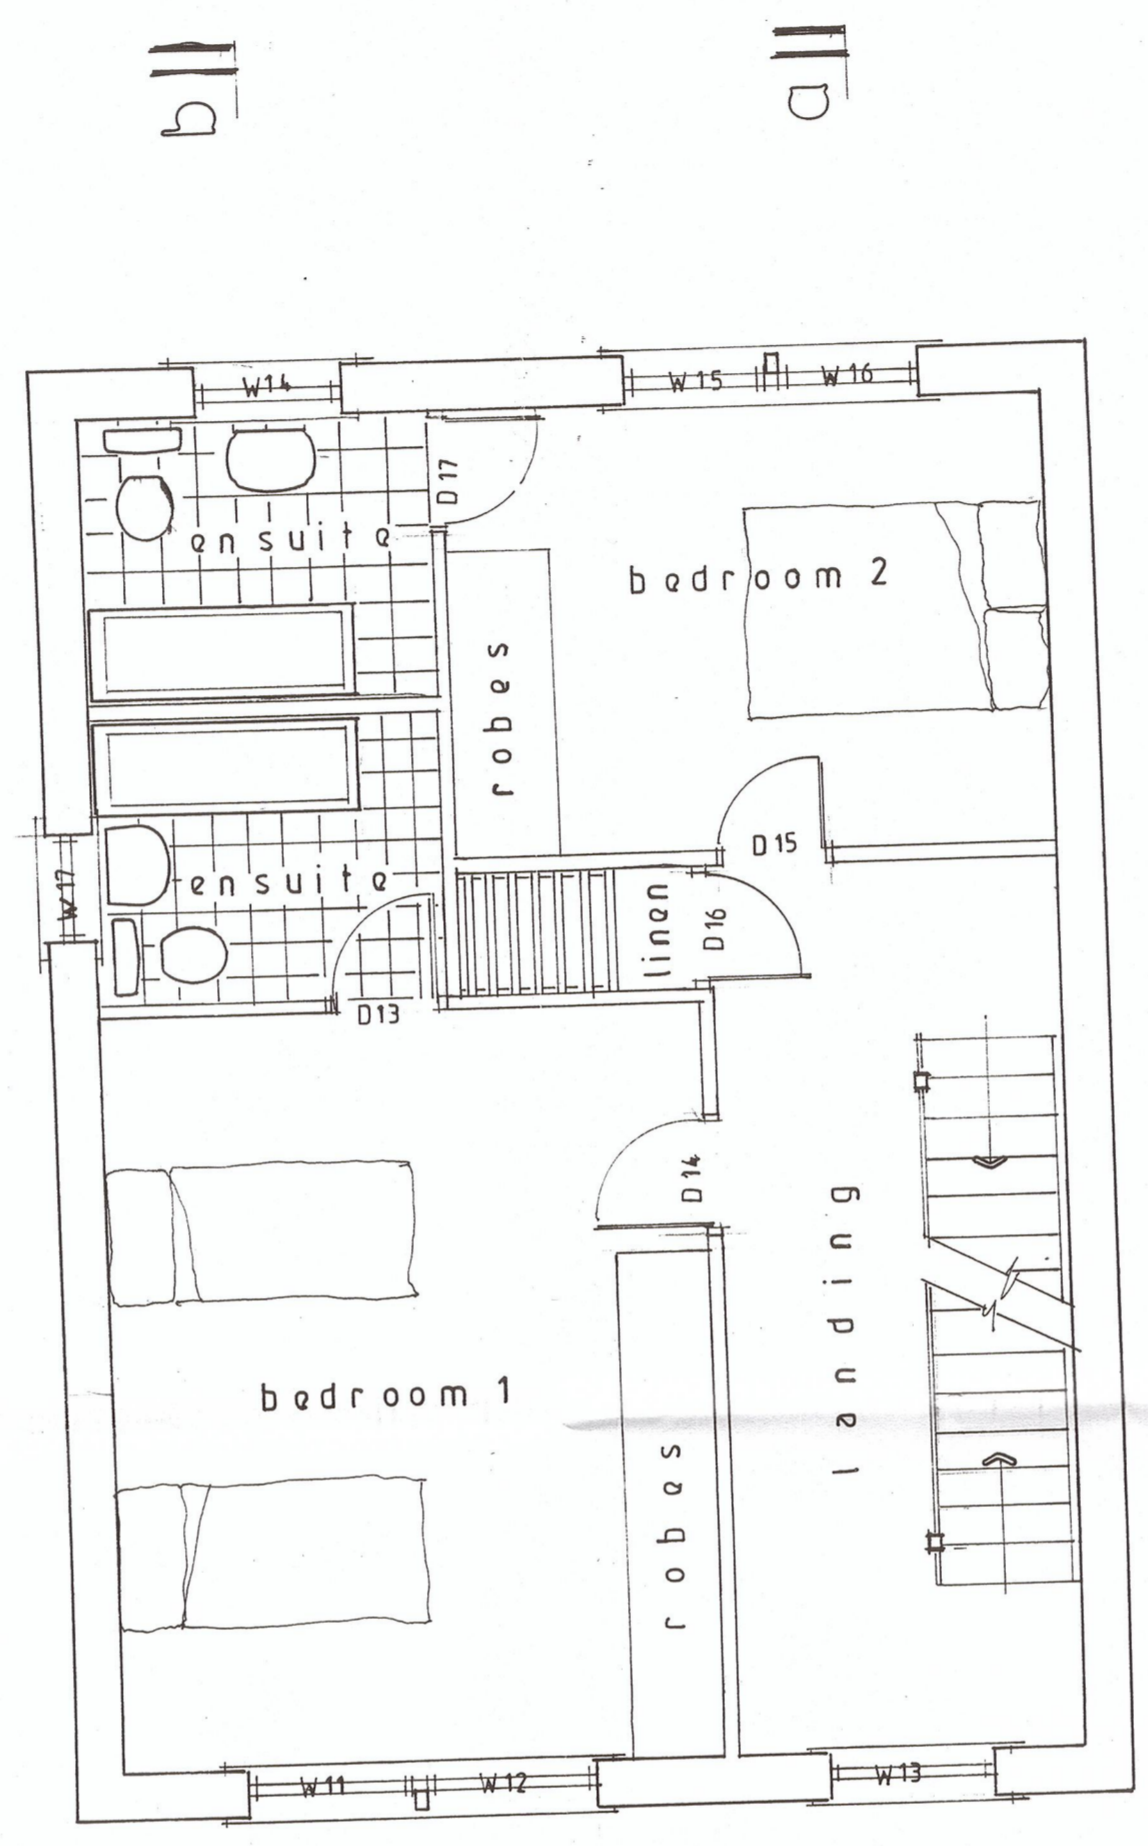 b
a
W14
W15
W16
D17
ensuite
bedroom 2
robes
D15
W17
ensuite
linen
D16
D13
D14
landing
bedroom 1
robes
W11
W12
W13